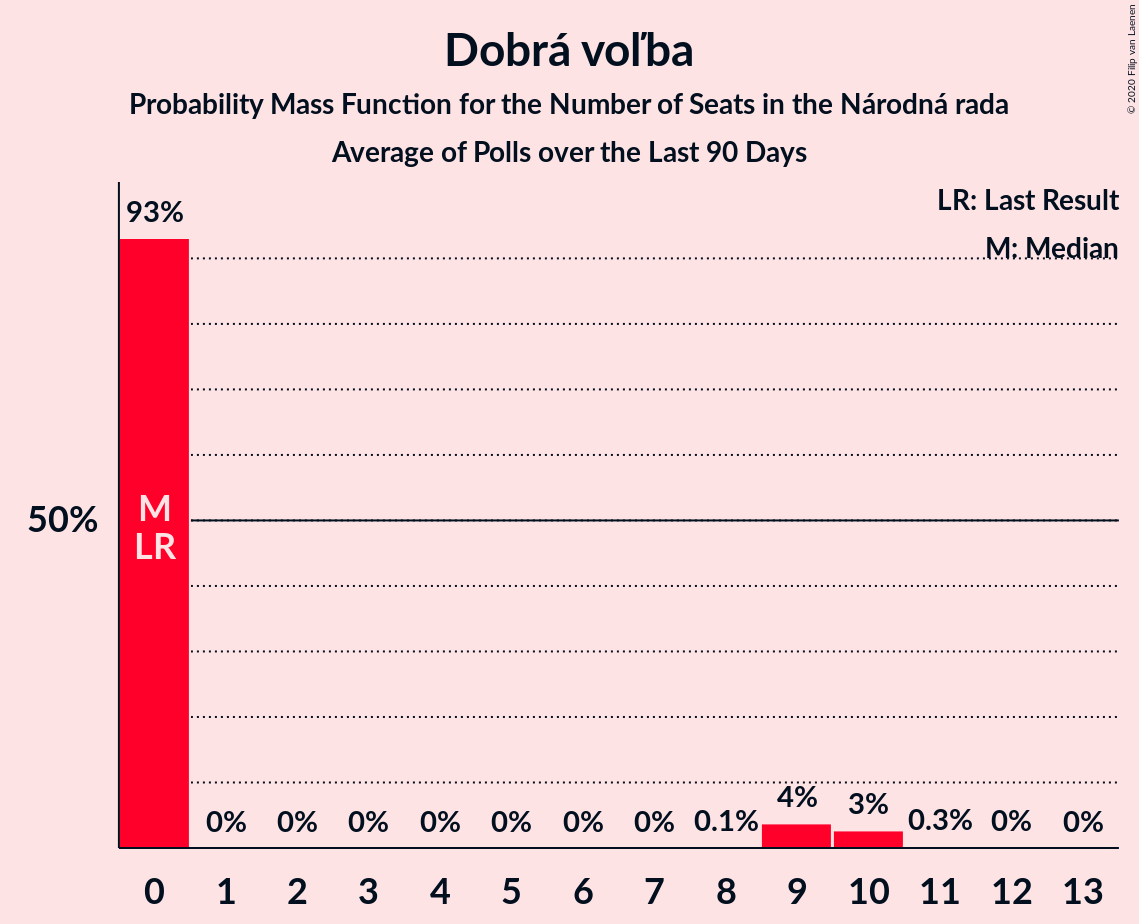 Dobrá voľba
Probability Mass Function for the Number of Seats in the Národná rada
Average of Polls over the Last 90 Days
© 2020 Filip van Laenen
LR: Last Result
M: Median
93%
M
LR
50%
0% 0% 0% 0% 0% 0% 0% 0.1% 4% 3% 0.3% 0% 0%
0 1 2 3 4 5 6 7 8 9 10 11 12 13